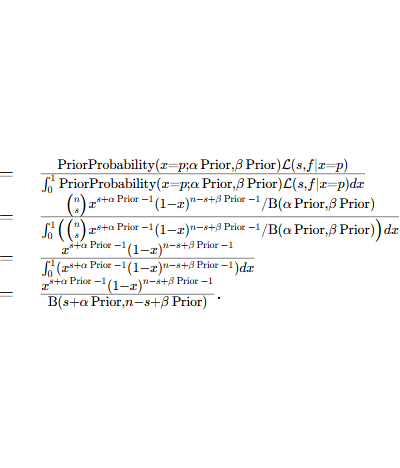 = \frac{\text{PriorProbability}(x=p;\alpha \text{ Prior},\beta \text{ Prior})\mathcal{L}(s,f|x=p)}{\int_0^1 \text{PriorProbability}(x=p;\alpha \text{ Prior},\beta \text{ Prior})\mathcal{L}(s,f|x=p)dx}
= \frac{\binom{n}{s}x^{s+\alpha \text{ Prior}-1}(1-x)^{n-s+\beta \text{ Prior}-1}/\text{B}(\alpha \text{ Prior},\beta \text{ Prior})}{\int_0^1 \left(\binom{n}{s}x^{s+\alpha \text{ Prior}-1}(1-x)^{n-s+\beta \text{ Prior}-1}/\text{B}(\alpha \text{ Prior},\beta \text{ Prior})\right)dx}
= \frac{x^{s+\alpha \text{ Prior}-1}(1-x)^{n-s+\beta \text{ Prior}-1}}{\int_0^1 (x^{s+\alpha \text{ Prior}-1}(1-x)^{n-s+\beta \text{ Prior}-1})dx}
= \frac{x^{s+\alpha \text{ Prior}-1}(1-x)^{n-s+\beta \text{ Prior}-1}}{\text{B}(s+\alpha \text{ Prior},n-s+\beta \text{ Prior})}.